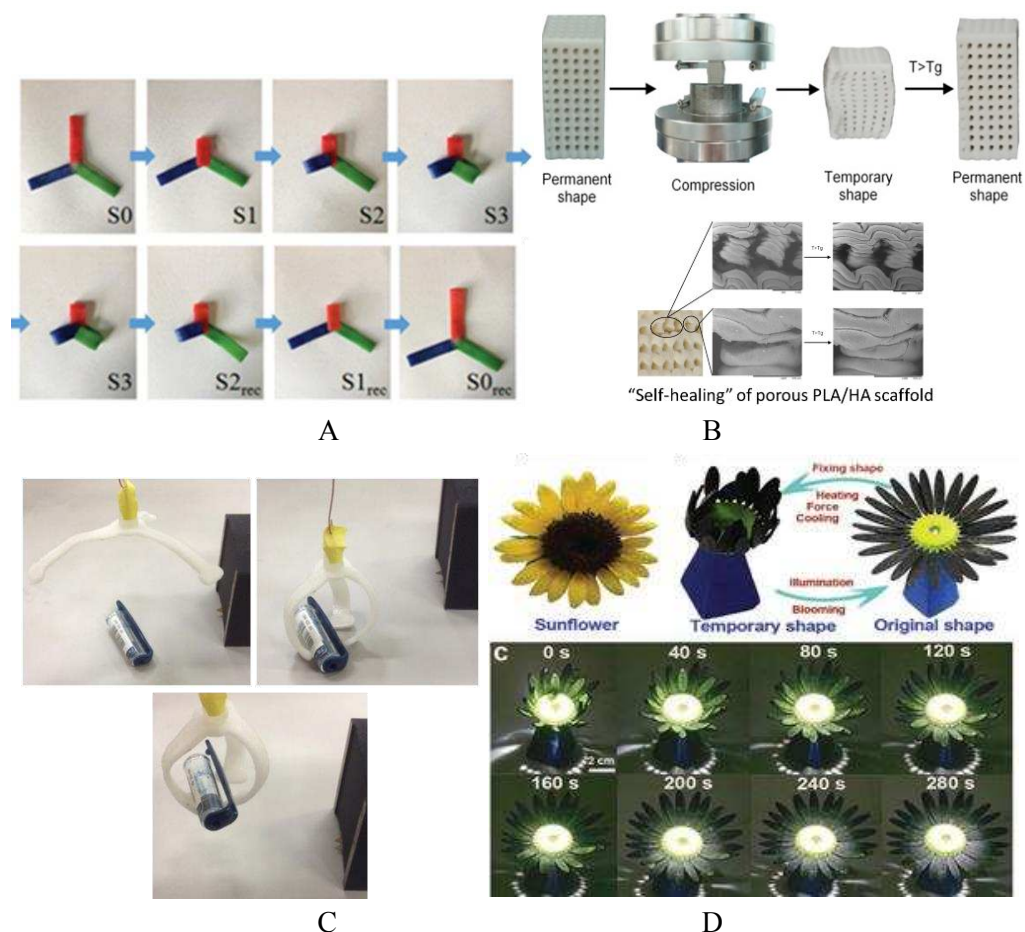 S0
S1
S2
S3
S3
S2rec
S1rec
S0rec
A
T>Tg
Permanent
shape
Compression
Temporary
shape
Permanent
shape
T>Tg
T>Tg
"Self-healing" of porous PLA/HA scaffold
B
C
Fixing shape
Heating
Force
Cooling
Illumination
Blooming
Sunflower
Temporary shape
Original shape
C
0 s
40 s
80 s
120 s
2 cm
160 s
200 s
240 s
280 s
D